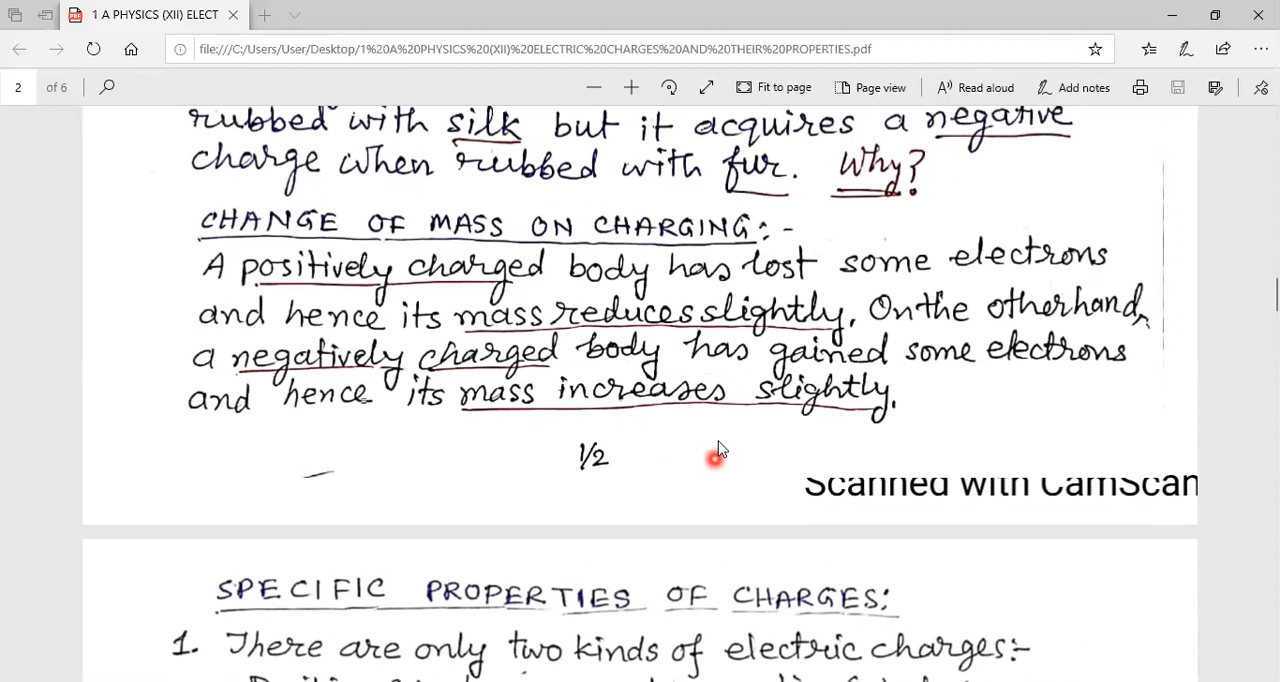 1 A PHYSICS (XII) ELECT
file:///C:/Users/User/Desktop/1%20A%20PHYSICS%20(XII)%20ELECTRIC%20CHARGES%20AND%20THEIR%20PROPERTIES.pdf
2 of 6 Fit to page Page view Read aloud Add notes
rubbed with silk but it acquires a negative
charge when rubbed with fur. Why?
CHANGE OF MASS ON CHARGING:-
A positively charged body has lost some electrons
and hence its mass reduces slightly. On the otherhand,
a negatively charged body has gained some electrons
and hence its mass increases slightly.
1/2
Scanned with CamScan
SPECIFIC PROPERTIES OF CHARGES:
1. There are only two kinds of electric charges:-